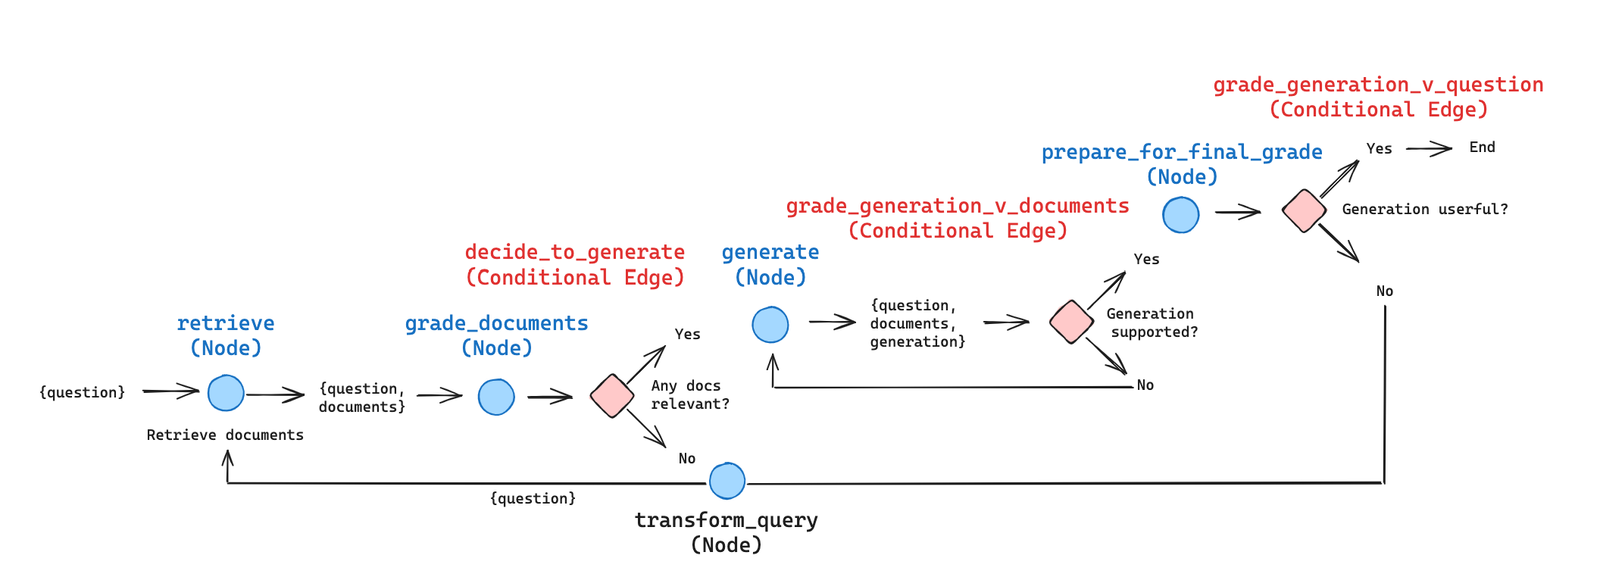 grade_generation_v_question
(Conditional Edge)
Yes
End
prepare_for_final_grade
(Node)
Generation userful?
No
grade_generation_v_documents
(Conditional Edge)
Yes
Generation
supported?
No
generate
(Node)
{question,
documents,
generation}
decide_to_generate
(Conditional Edge)
Yes
Any docs
relevant?
No
grade_documents
(Node)
retrieve
(Node)
{question}
{question,
documents}
Retrieve documents
{question}
transform_query
(Node)